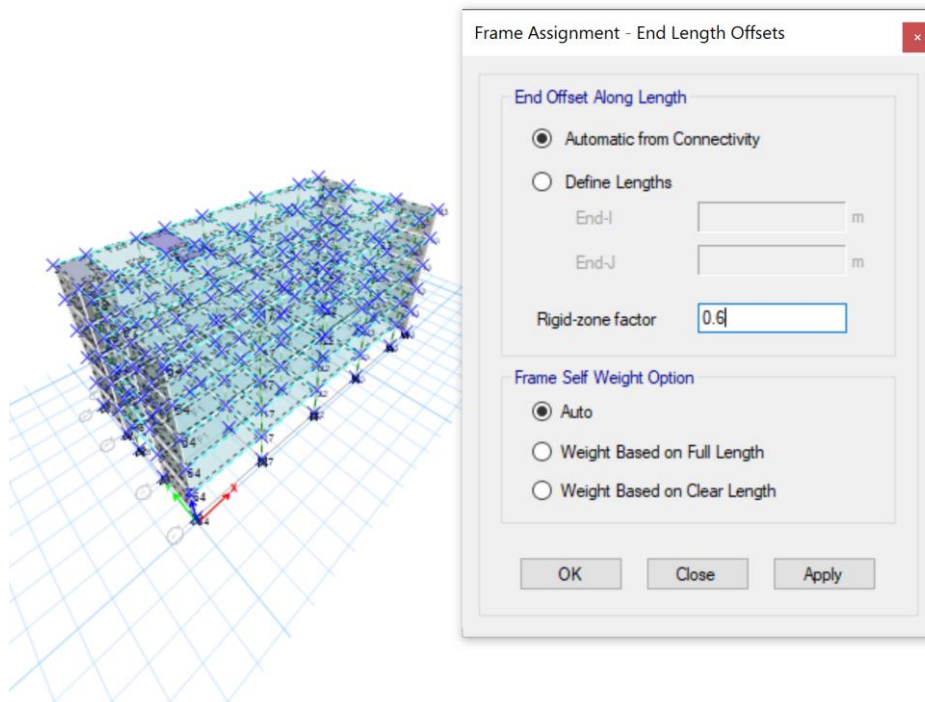 Frame Assignment - End Length Offsets
End Offset Along Length
Automatic from Connectivity
Define Lengths
End-I
m
End-J
m
Rigid-zone factor
0.6
Frame Self Weight Option
Auto
Weight Based on Full Length
Weight Based on Clear Length
OK
Close
Apply
X